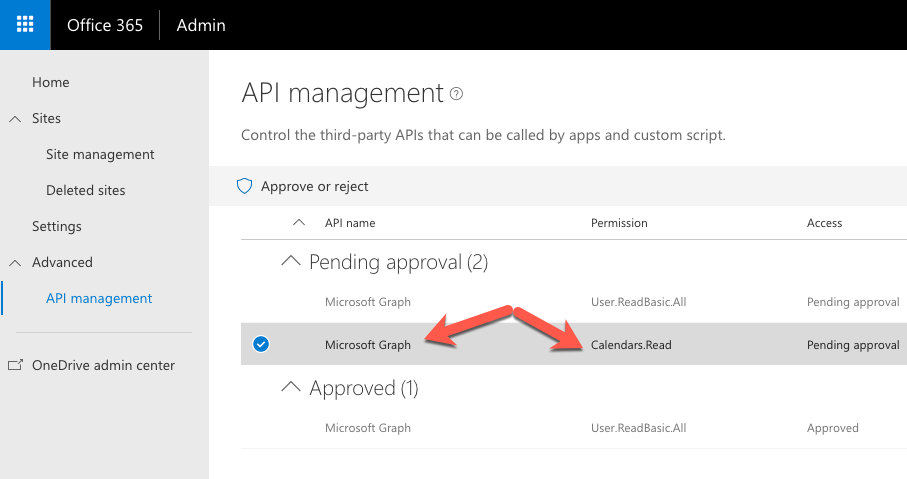 Office 365 Admin
Home
Sites
Site management
Deleted sites
Settings
Advanced
API management
OneDrive admin center
API management ?
Control the third-party APIs that can be called by apps and custom script.
Approve or reject
API name Permission Access
Pending approval (2)
Microsoft Graph User.ReadBasic.All Pending approval
Microsoft Graph Calendars.Read Pending approval
Approved (1)
Microsoft Graph User.ReadBasic.All Approved